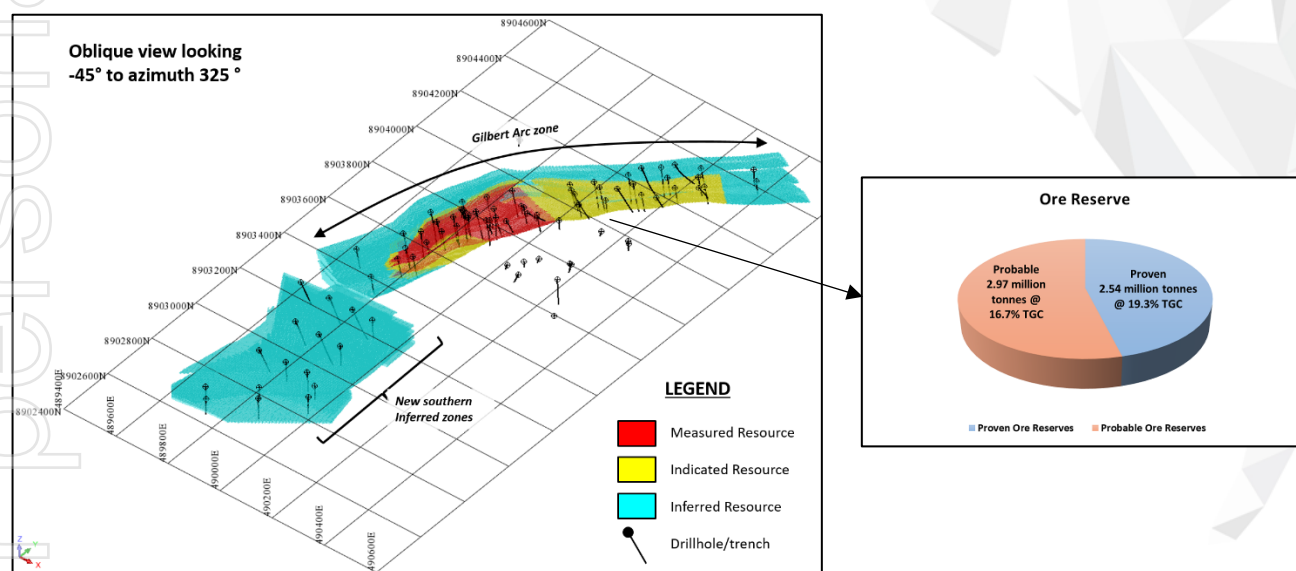 personal
Oblique view looking
-45° to azimuth 325 °
8904600N
8904400N
8904200N
8904000N
8903800N
8903600N
8903400N
8903200N
8903000N
8902800N
8902600N
8902400N
489400E
489600E
489800E
490000E
490200E
490400E
490600E
Gilbert Arc zone
New southern
Inferred zones
LEGEND
Measured Resource
Indicated Resource
Inferred Resource
Drillhole/trench
Z
Y
X
Ore Reserve
Probable
2.97 million
tonnes @
16.7% TGC
Proven
2.54 million tonnes
@ 19.3% TGC
Proven Ore Reserves
Probable Ore Reserves